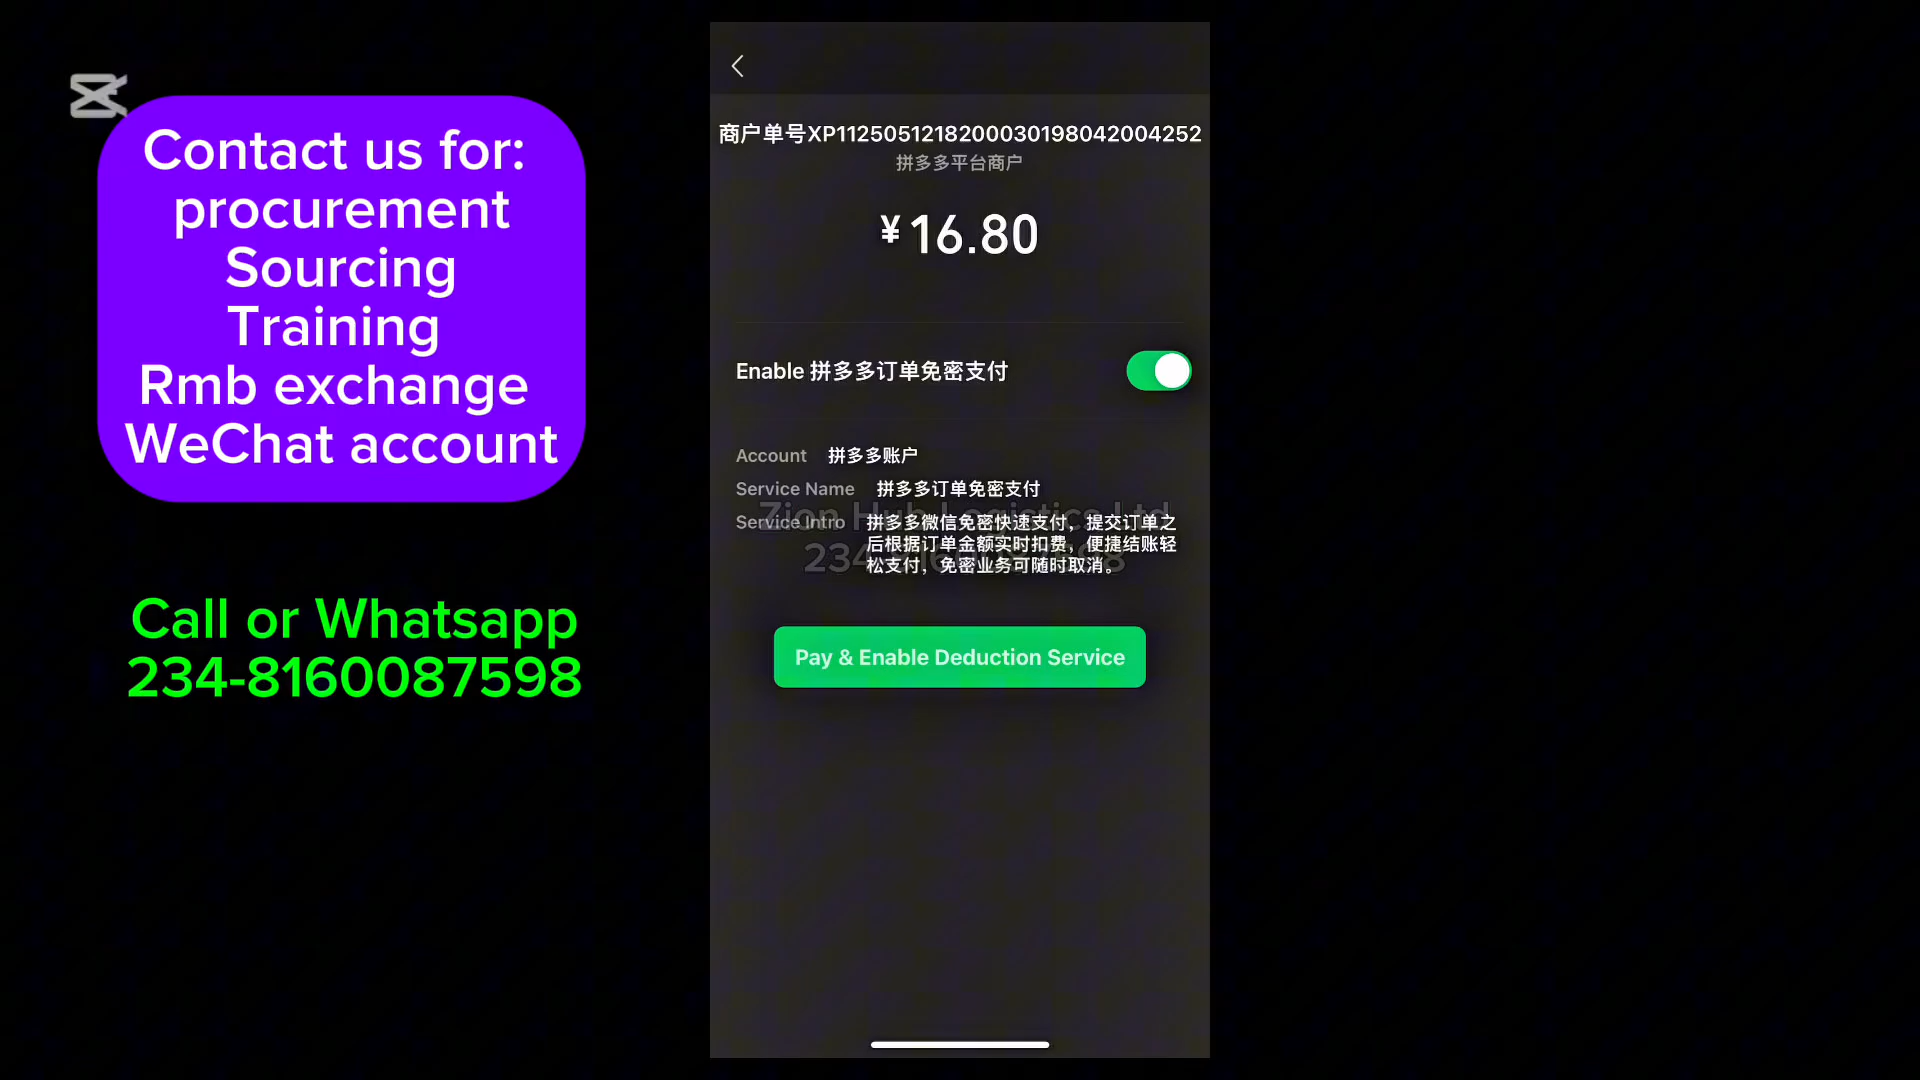 Contact us for:
procurement
Sourcing
Training
Rmb exchange
WeChat account
Call or Whatsapp
234-8160087598
商户单号XP1125051218200030198042004252
拼多多平台商户
¥16.80
Enable 拼多多订单免密支付
Account 拼多多账户
Service Name 拼多多订单免密支付
Service Intro 拼多多微信免密快速支付，提交订单之
后根据订单金额实时扣费，便捷结账轻
松支付，免密业务可随时取消。
Zion Hub Logistics Ltd
234-8160087598
Pay & Enable Deduction Service